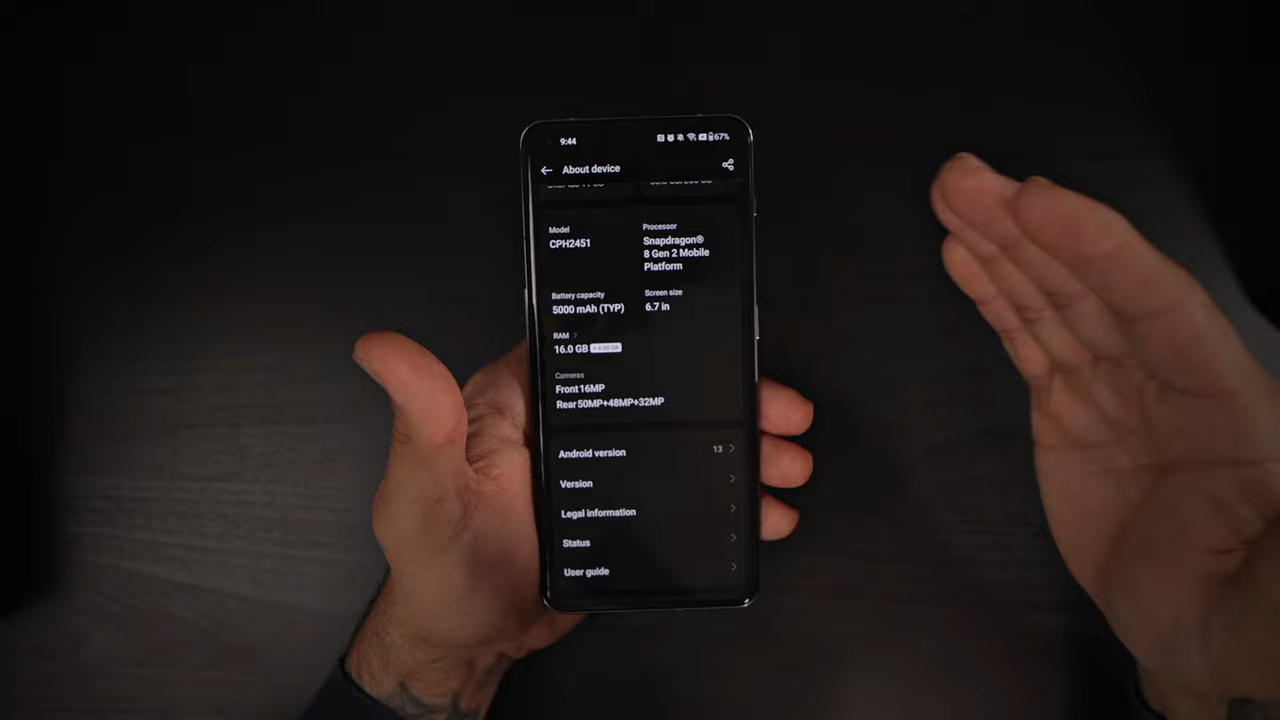 9:44
67%
About device
Model
CPH2451
Processor
Snapdragon®
8 Gen 2 Mobile
Platform
Battery capacity
5000 mAh (TYP)
Screen size
6.7 in
RAM
16.0 GB
Cameras
Front 16MP
Rear 50MP+48MP+32MP
Android version 13
Version
Legal information
Status
User guide